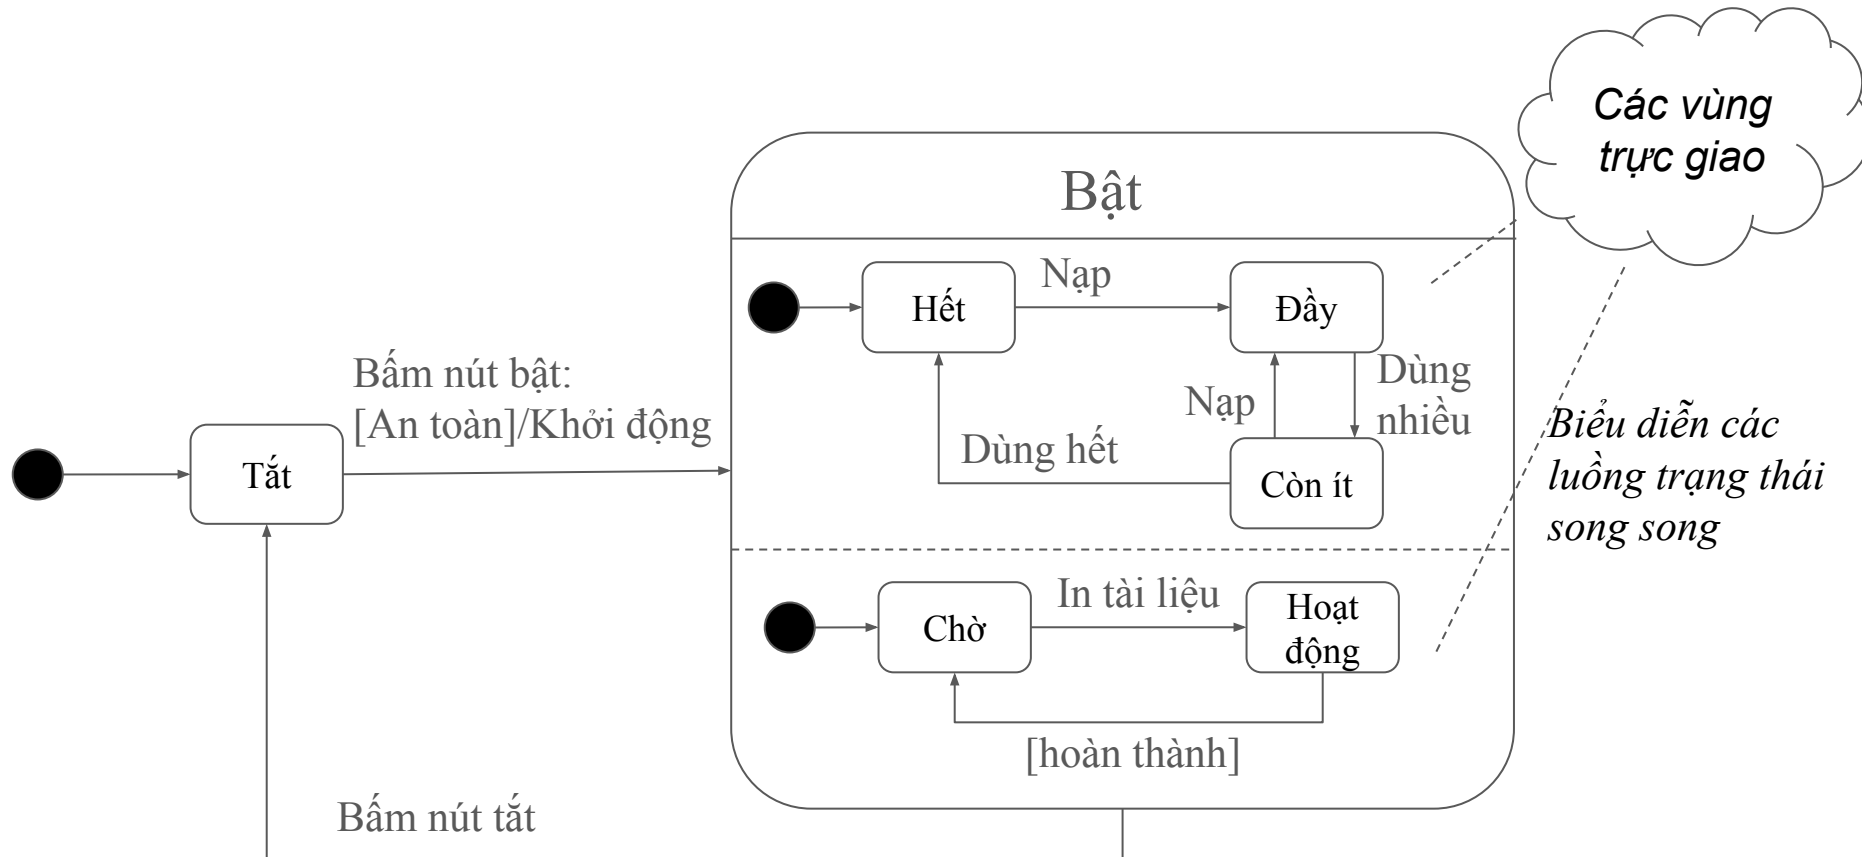 Các vùng
trực giao
Bật
Nạp
Hết
Đầy
Bấm nút bật:
[An toàn]/Khởi động
Dùng
nhiều
Nạp
Dùng hết
Tắt
Còn ít
Biểu diễn các
luồng trạng thái
song song
In tài liệu
Chờ
Hoạt
động
[hoàn thành]
Bấm nút tắt